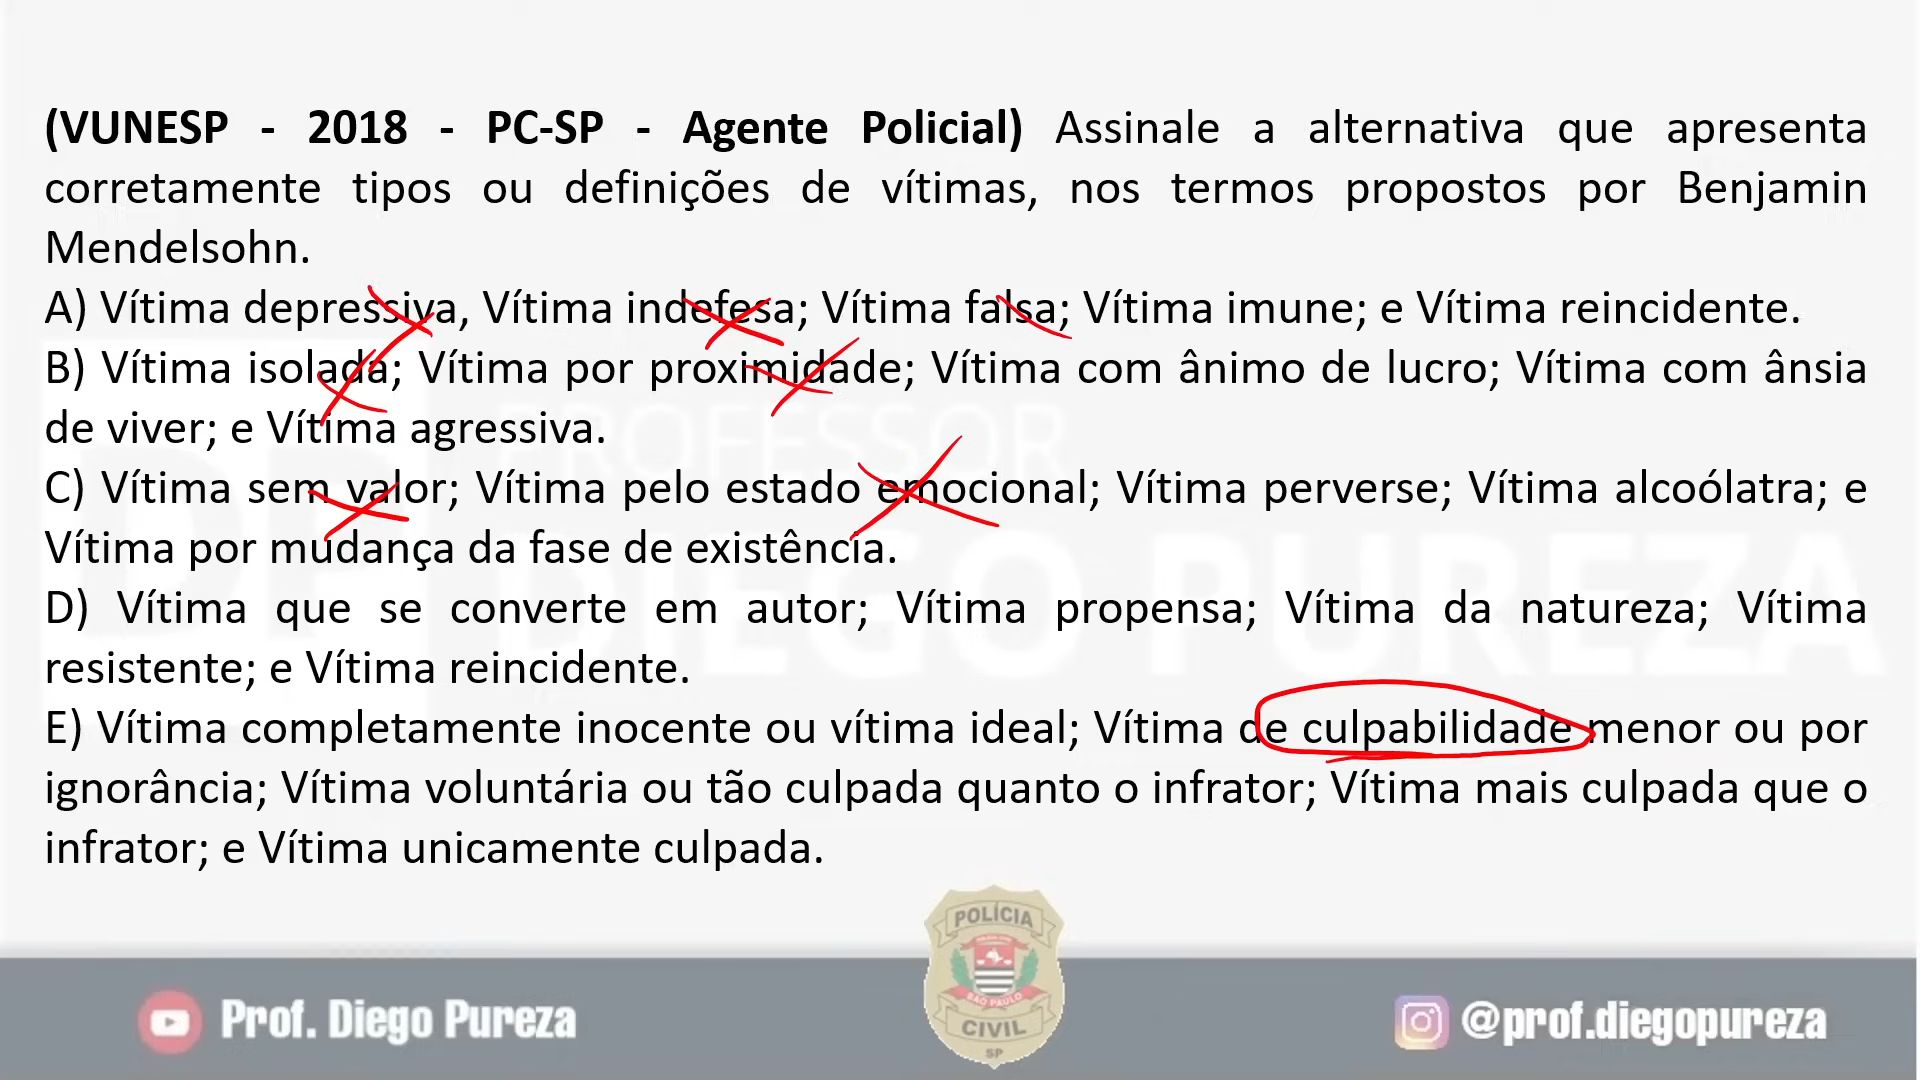 (VUNESP - 2018 - PC-SP - Agente Policial) Assinale a alternativa que apresenta
corretamente tipos ou definições de vítimas, nos termos propostos por Benjamin
Mendelsohn.
A) Vítima depressiva, Vítima indefesa; Vítima falsa; Vítima imune; e Vítima reincidente.
B) Vítima isolada; Vítima por proximidade; Vítima com ânimo de lucro; Vítima com ânsia
de viver; e Vítima agressiva.
C) Vítima sem valor; Vítima pelo estado emocional; Vítima perverse; Vítima alcoólatra; e
Vítima por mudança da fase de existência.
D) Vítima que se converte em autor; Vítima propensa; Vítima da natureza; Vítima
resistente; e Vítima reincidente.
E) Vítima completamente inocente ou vítima ideal; Vítima de culpabilidade menor ou por
ignorância; Vítima voluntária ou tão culpada quanto o infrator; Vítima mais culpada que o
infrator; e Vítima unicamente culpada.
PROFESSOR
DIEGO PUREZA
POLÍCIA
SÃO PAULO
CIVIL
SP
Prof. Diego Pureza
@prof.diegopureza